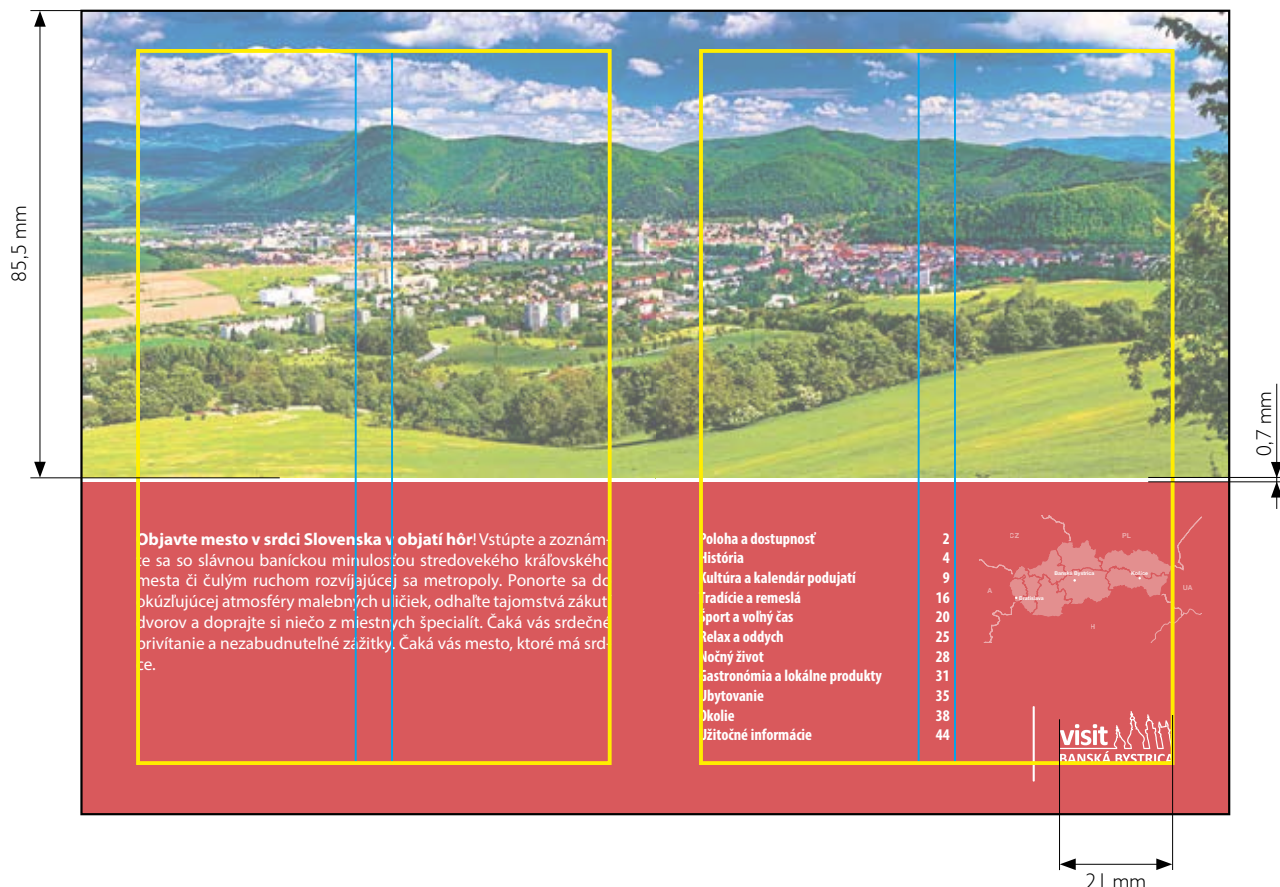 85,5 mm
0,7 mm
Objavte mesto v srdci Slovenska v objatí hôr! Vstúpte a zoznám-
te sa so slávnou baníckou minulosťou stredovekého kráľovského
mesta či čulým ruchom rozvíjajúcej sa metropoly. Ponorte sa do
okúzľujúcej atmosféry malebných uličiek, odhaľte tajomstvá zákut
dvorov a doprajte si niečo z miestnych špecialít. Čaká vás srdečné
privítanie a nezabudnuteľné zážitky. Čaká vás mesto, ktoré má srd-
ce.
Poloha a dostupnosť 2
História 4
Kultúra a kalendár podujatí 9
Tradície a remeslá 16
Šport a voľný čas 20
Relax a oddych 25
Nočný život 28
Gastronómia a lokálne produkty 31
Ubytovanie 35
Okolie 38
Užitočné informácie 44
CZ
PL
Banská Bystrica
Košice
UA
A
Bratislava
H
visit
BANSKÁ BYSTRICA
21 mm